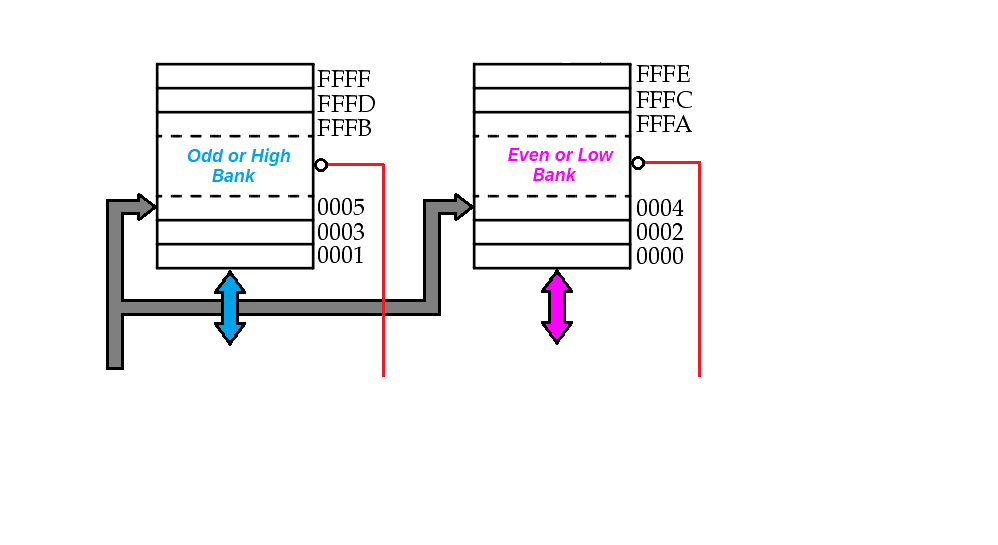 FFFF
FFFD
FFFB
Odd or High
Bank
0005
0003
0001
FFFE
FFFC
FFFA
Even or Low
Bank
0004
0002
0000